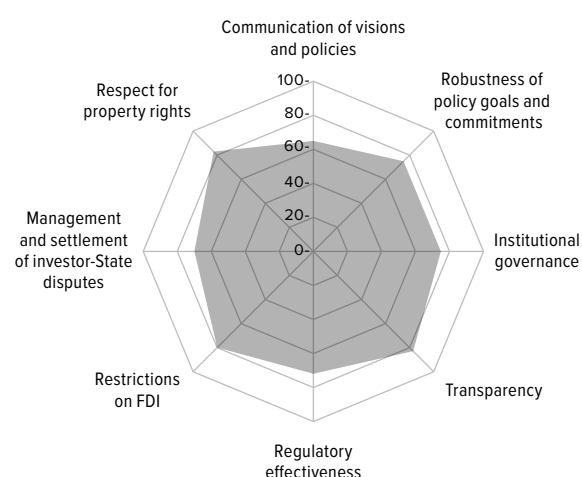 Communication of visions
and policies
Robustness of
policy goals and
commitments
Institutional
governance
Transparency
Regulatory
effectiveness
Restrictions
on FDI
Management
and settlement
of investor-State
disputes
Respect for
property rights
100-
80-
60-
40-
20-
0-